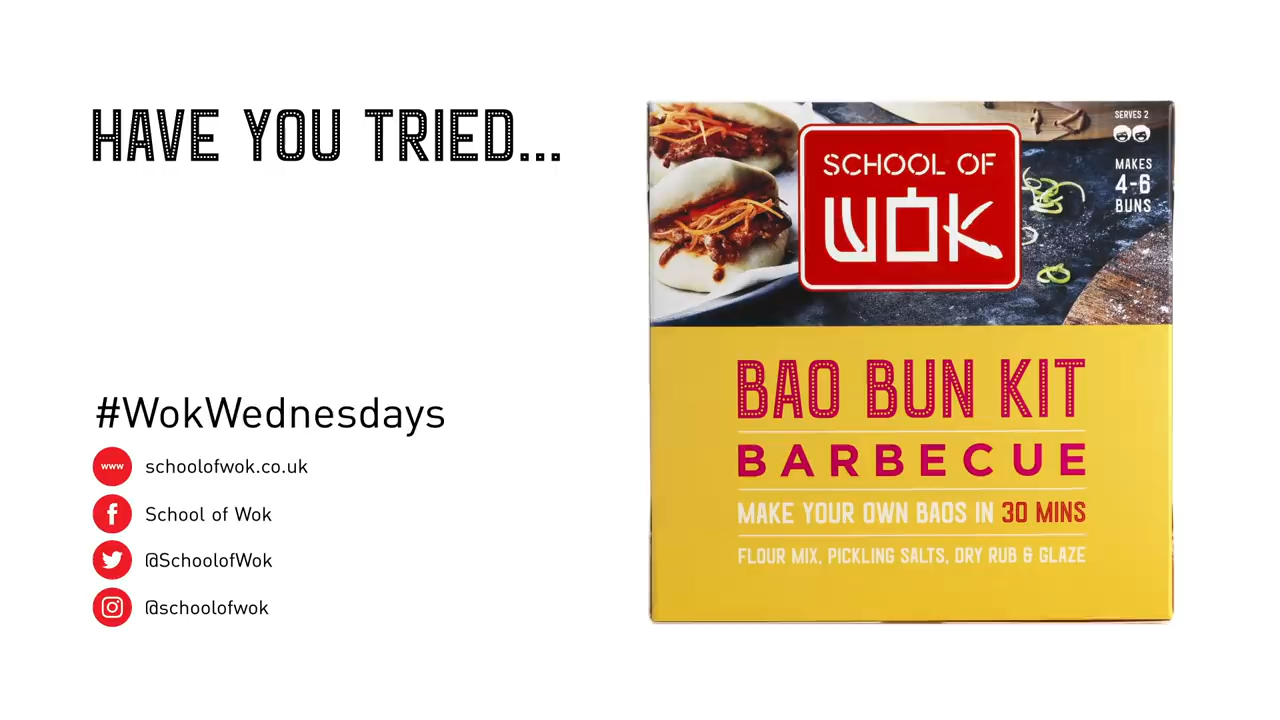 HAVE YOU TRIED...
#WokWednesdays
www schoolofwok.co.uk
School of Wok
@SchoolofWok
@schoolofwok
SCHOOL OF
WOK
SERVES 2
MAKES
4-6
BUNS
BAO BUN KIT
BARBECUE
MAKE YOUR OWN BAOS IN 30 MINS
FLOUR MIX, PICKLING SALTS, DRY RUB & GLAZE